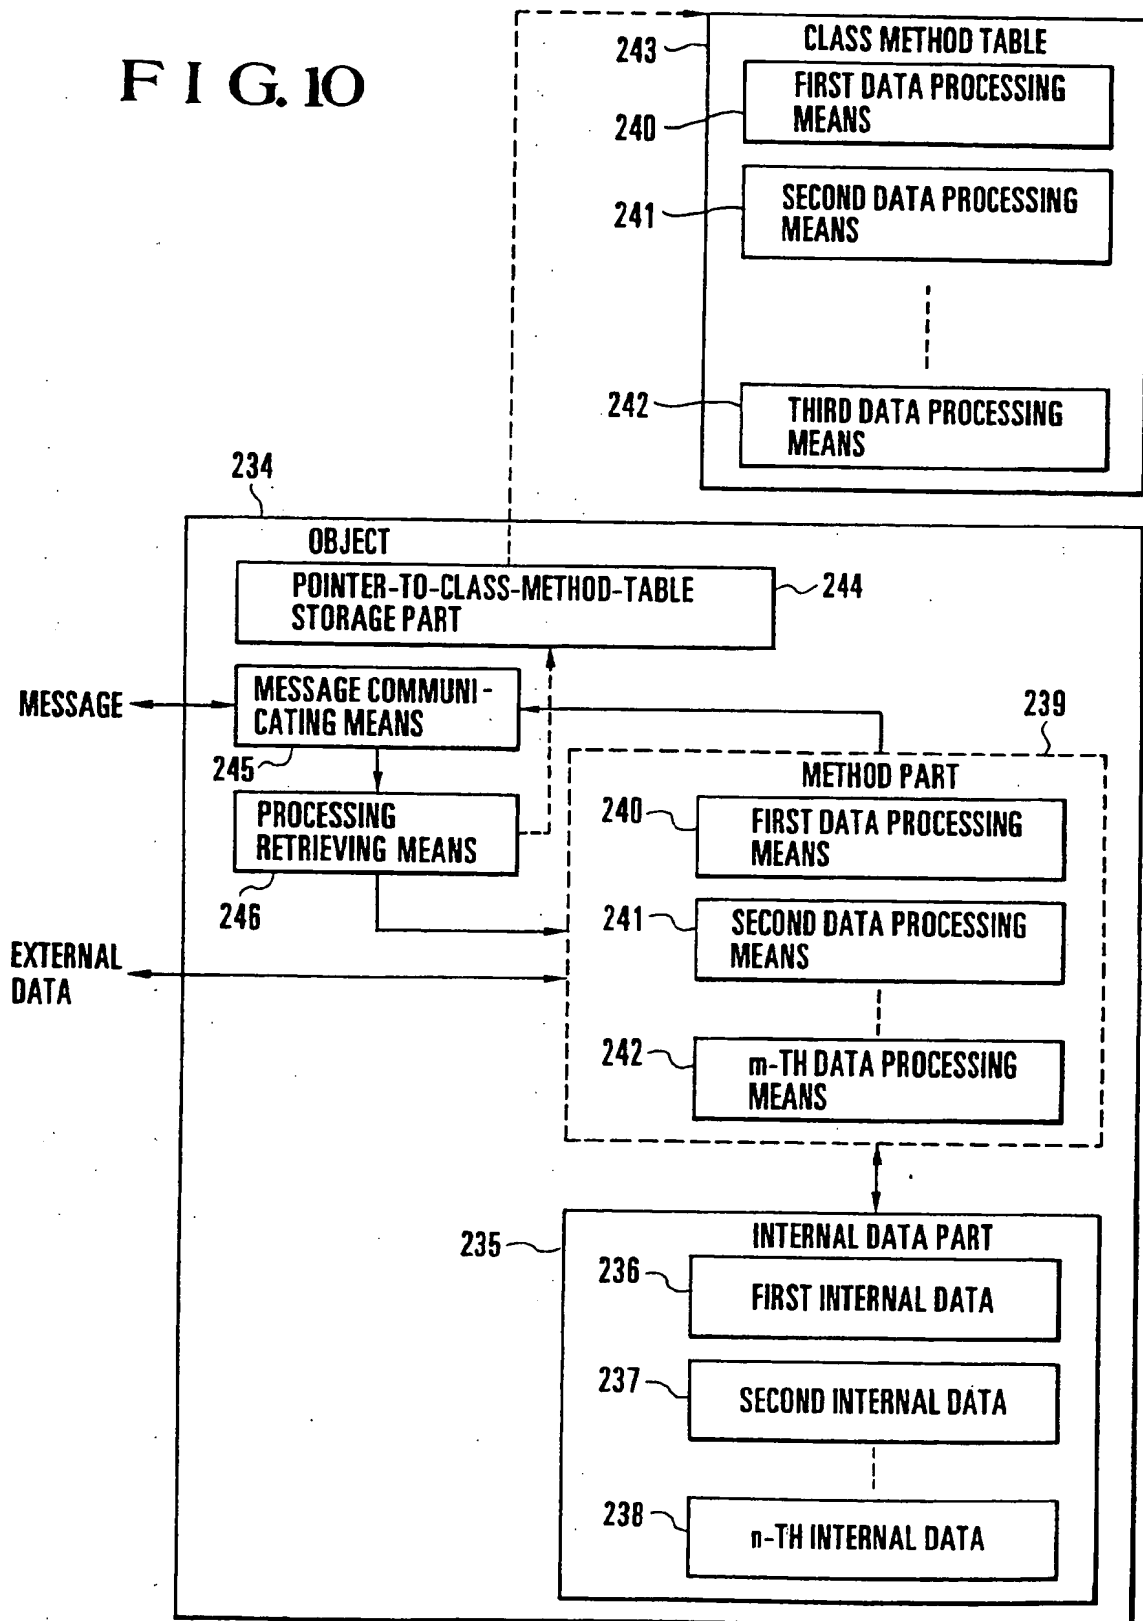 FIG. 10
243
CLASS METHOD TABLE
240
FIRST DATA PROCESSING
MEANS
241
SECOND DATA PROCESSING
MEANS
242
THIRD DATA PROCESSING
MEANS
234
OBJECT
POINTER-TO-CLASS-METHOD-TABLE
STORAGE PART
244
MESSAGE
MESSAGE COMMUNI-
CATING MEANS
245
239
METHOD PART
PROCESSING
RETRIEVING MEANS
246
240
FIRST DATA PROCESSING
MEANS
241
SECOND DATA PROCESSING
MEANS
EXTERNAL
DATA
242
m-TH DATA PROCESSING
MEANS
235
INTERNAL DATA PART
236
FIRST INTERNAL DATA
237
SECOND INTERNAL DATA
238
n-TH INTERNAL DATA